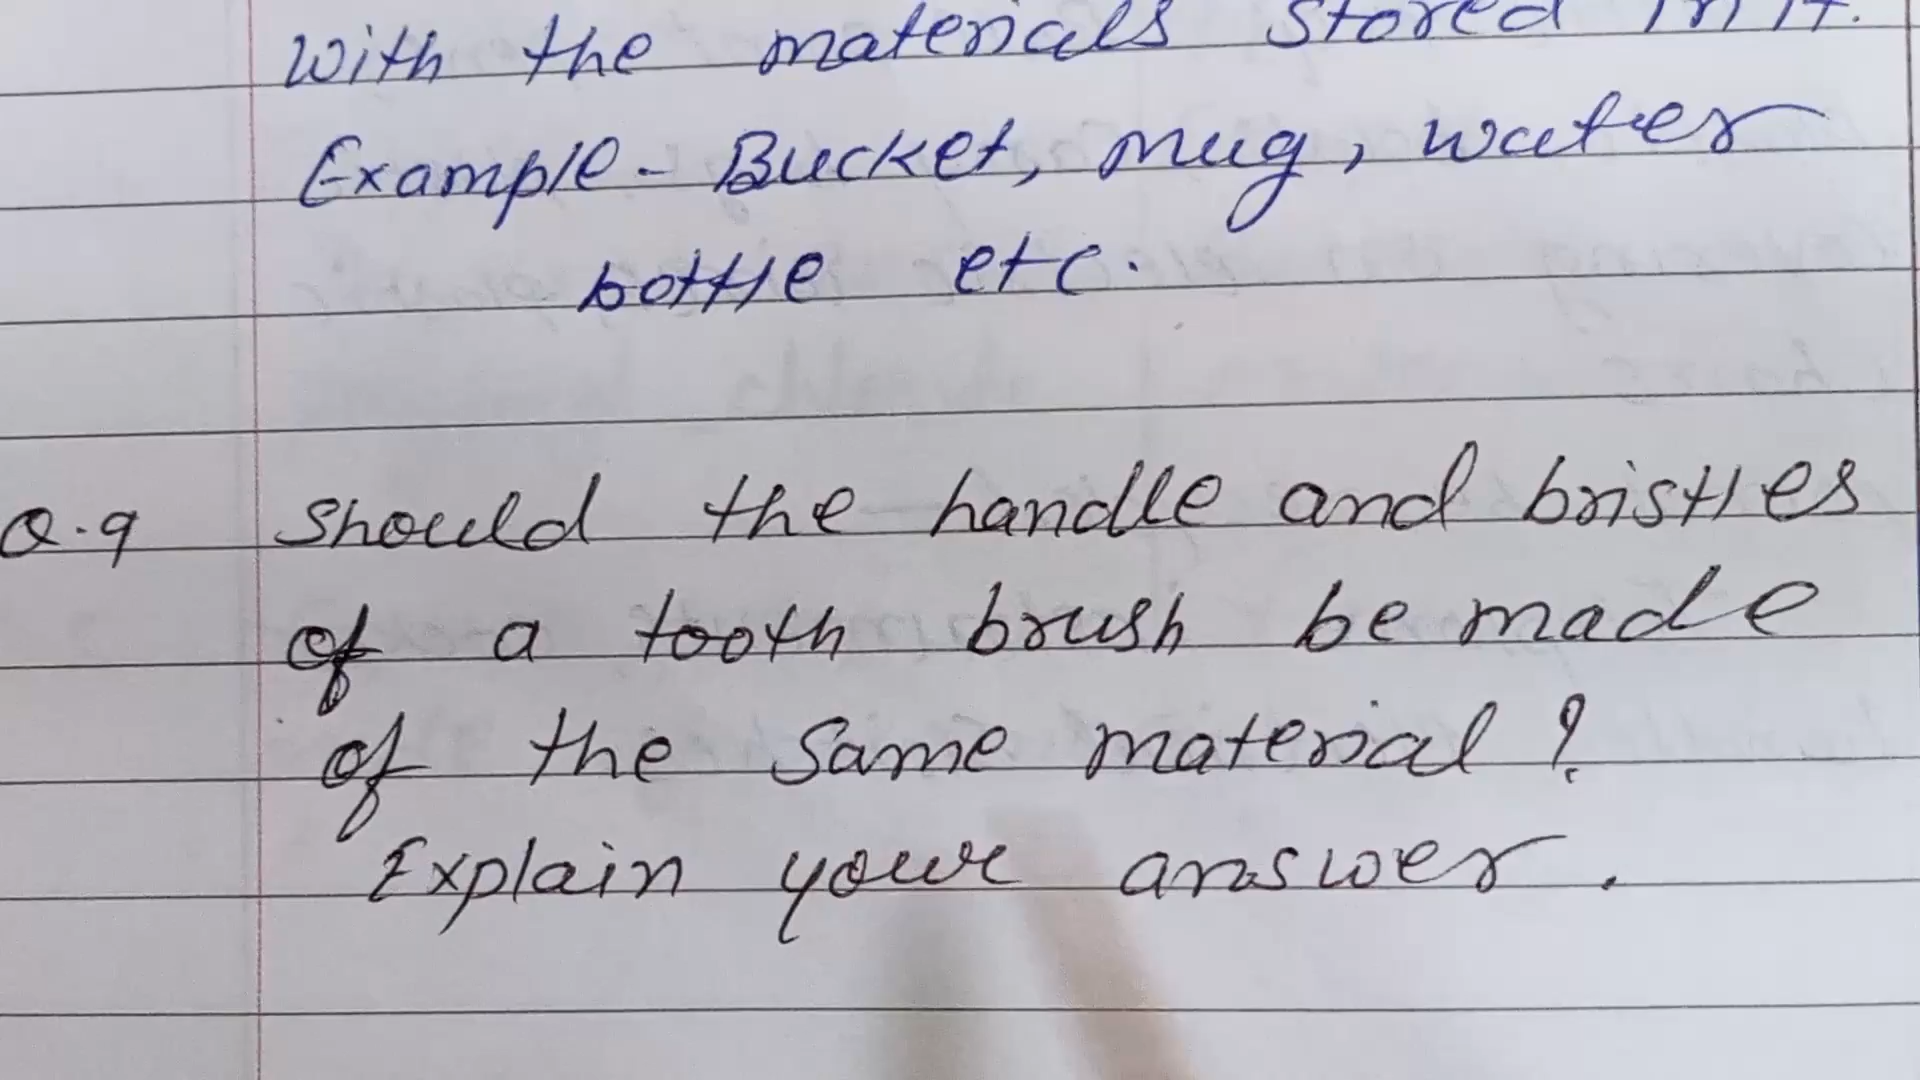 with the materials stored in it.
Example - Bucket, mug, water
bottle etc.
Q.9 Should the handle and bristles
of a tooth brush be made
of the same material?
Explain your answer.